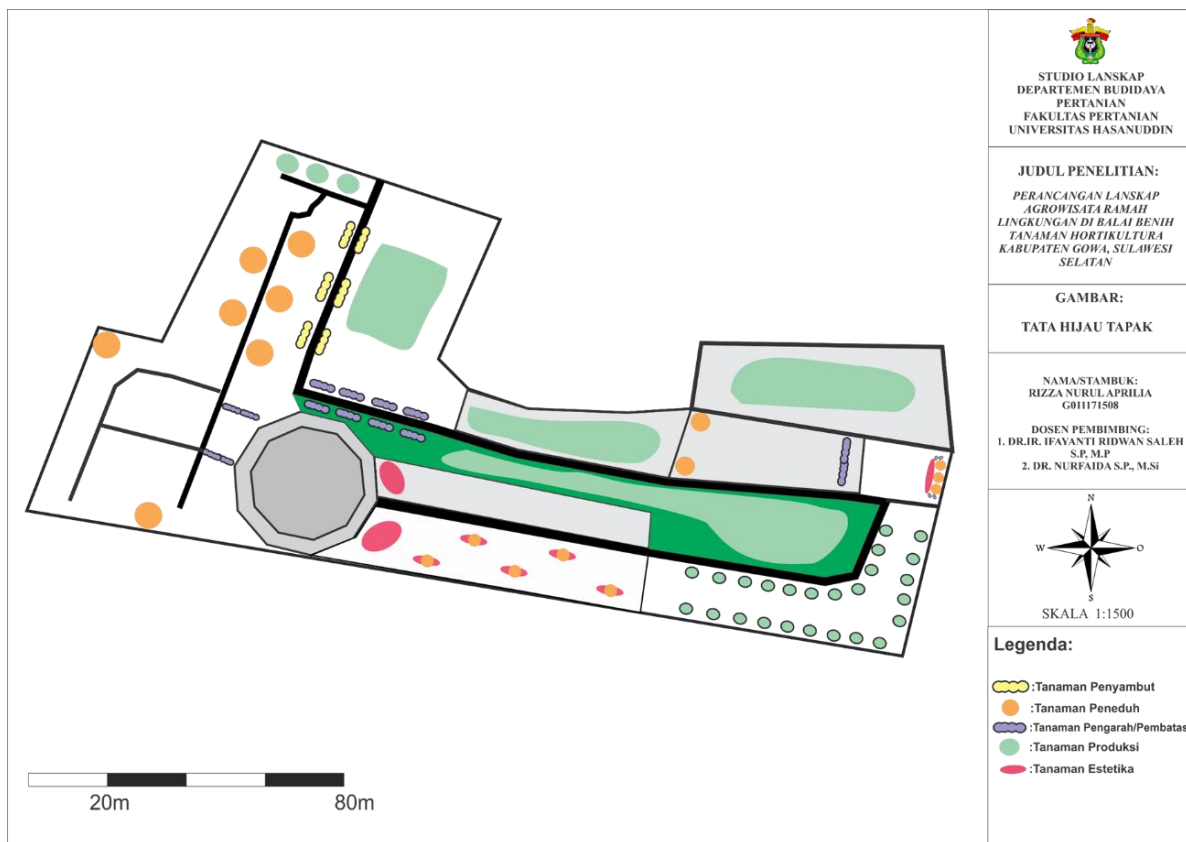 STUDIO LANSKAP
DEPARTEMEN BUDIDAYA
PERTANIAN
FAKULTAS PERTANIAN
UNIVERSITAS HASANUDDIN
JUDUL PENELITIAN:
PERANCANGAN LANSKAP
AGROWISATA RAMAH
LINGKUNGAN DI BALAI BENIH
TANAMAN HORTIKULTURA
KABUPATEN GOWA, SULAWESI
SELATAN
GAMBAR:
TATA HIJAU TAPAK
NAMA/STAMBUK:
RIZZA NURUL APRILIA
G011171508
DOSEN PEMBIMBING:
1. DR.IR. IFAYANTI RIDWAN SALEH
S.P, M.P
2. DR. NURFAIDA S.P., M.Si
N
W
O
S
SKALA 1:1500
Legenda:
:Tanaman Penyambut
:Tanaman Peneduh
:Tanaman Pengarah/Pembatas
:Tanaman Produksi
:Tanaman Estetika
20m
80m